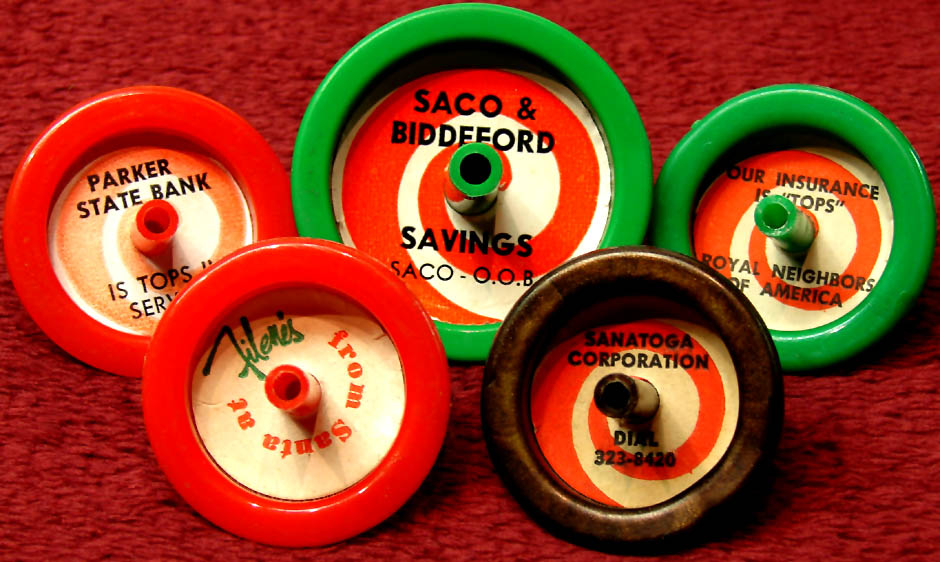 PARKER
STATE BANK
IS TOPS
SACO &
BIDDEFORD
SAVINGS
SACO - O.O.B.
OUR INSURANCE
IS "TOPS"
ROYAL NEIGHBORS
OF AMERICA
Filene's
from Santa at
SANATOGA
CORPORATION
DIAL
323-8420